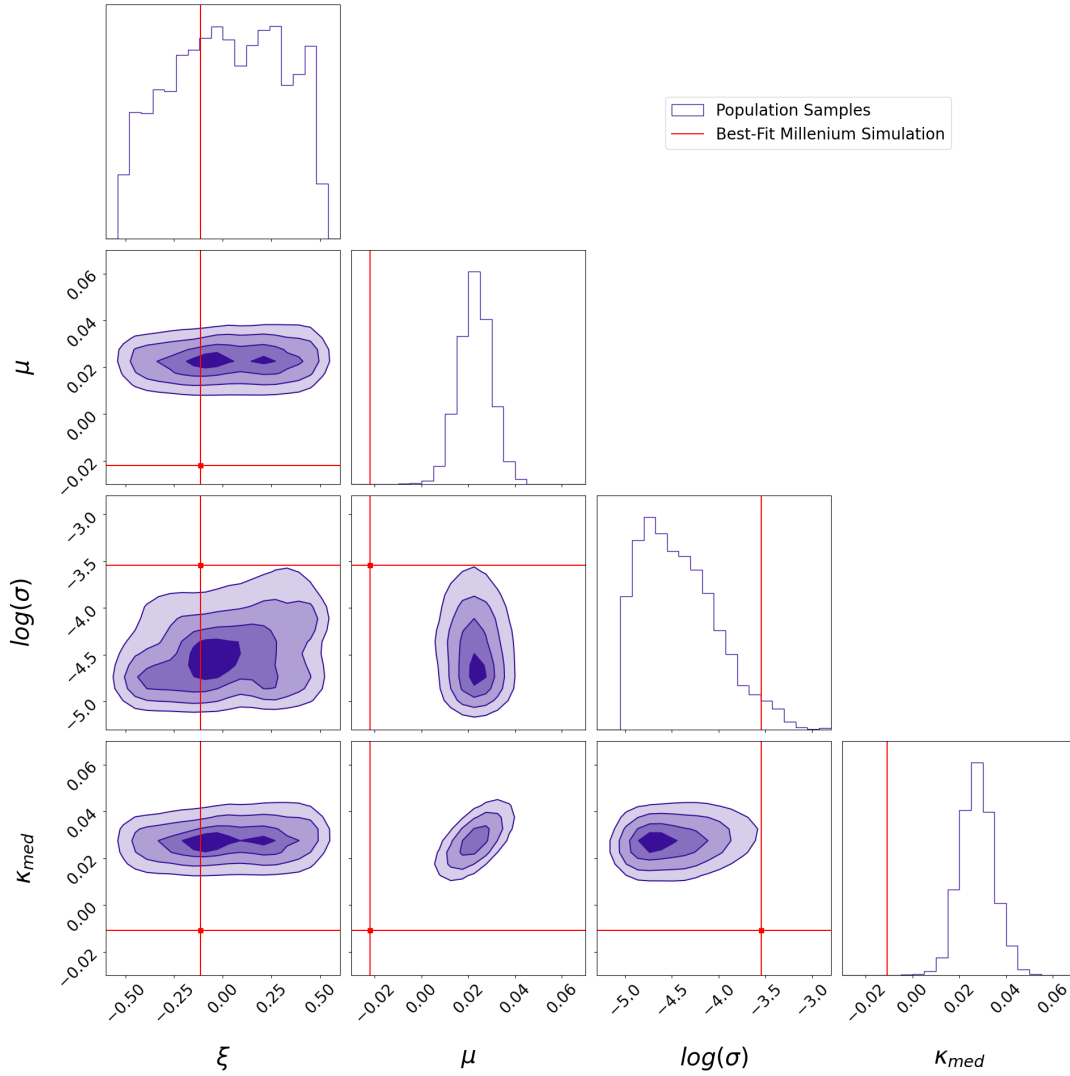 Population Samples
Best-Fit Millenium Simulation
μ
0.06
0.04
0.02
0.00
−0.02
log(σ)
−3.0
−3.5
−4.0
−4.5
−5.0
κmed
0.06
0.04
0.02
0.00
−0.02
−0.50 −0.25 0.00 0.25 0.50
−0.02 0.00 0.02 0.04 0.06
−5.0 −4.5 −4.0 −3.5 −3.0
−0.02 0.00 0.02 0.04 0.06
ξ μ log(σ) κmed